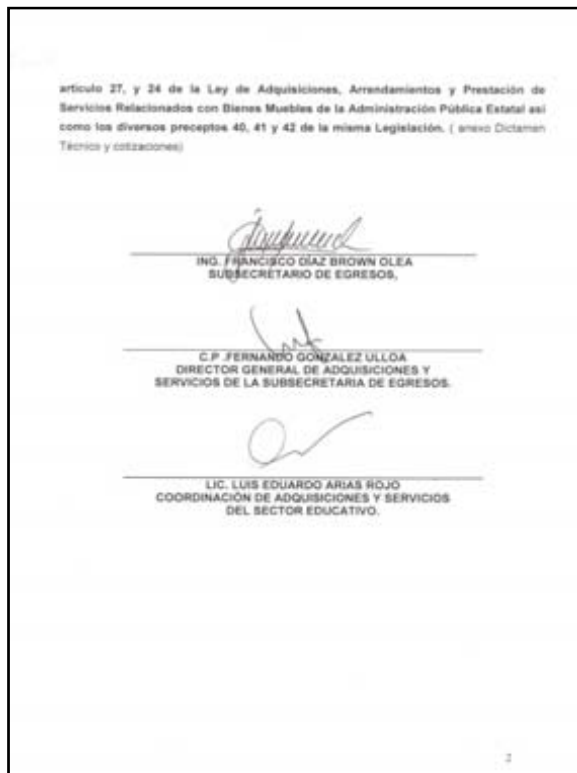 artículo 27, y 24 de la Ley de Adquisiciones, Arrendamientos y Prestación de
Servicios Relacionados con Bienes Muebles de la Administración Pública Estatal así
como los diversos preceptos 40, 41 y 42 de la misma Legislación. ( anexo Dictamen
Técnico y cotizaciones)
ING. FRANCISCO DÍAZ BROWN OLEA
SUBSECRETARIO DE EGRESOS,
C.P .FERNANDO GONZALEZ ULLOA
DIRECTOR GENERAL DE ADQUISICIONES Y
SERVICIOS DE LA SUBSECRETARIA DE EGRESOS.
LIC. LUIS EDUARDO ARIAS ROJO
COORDINACIÓN DE ADQUISICIONES Y SERVICIOS
DEL SECTOR EDUCATIVO.
2